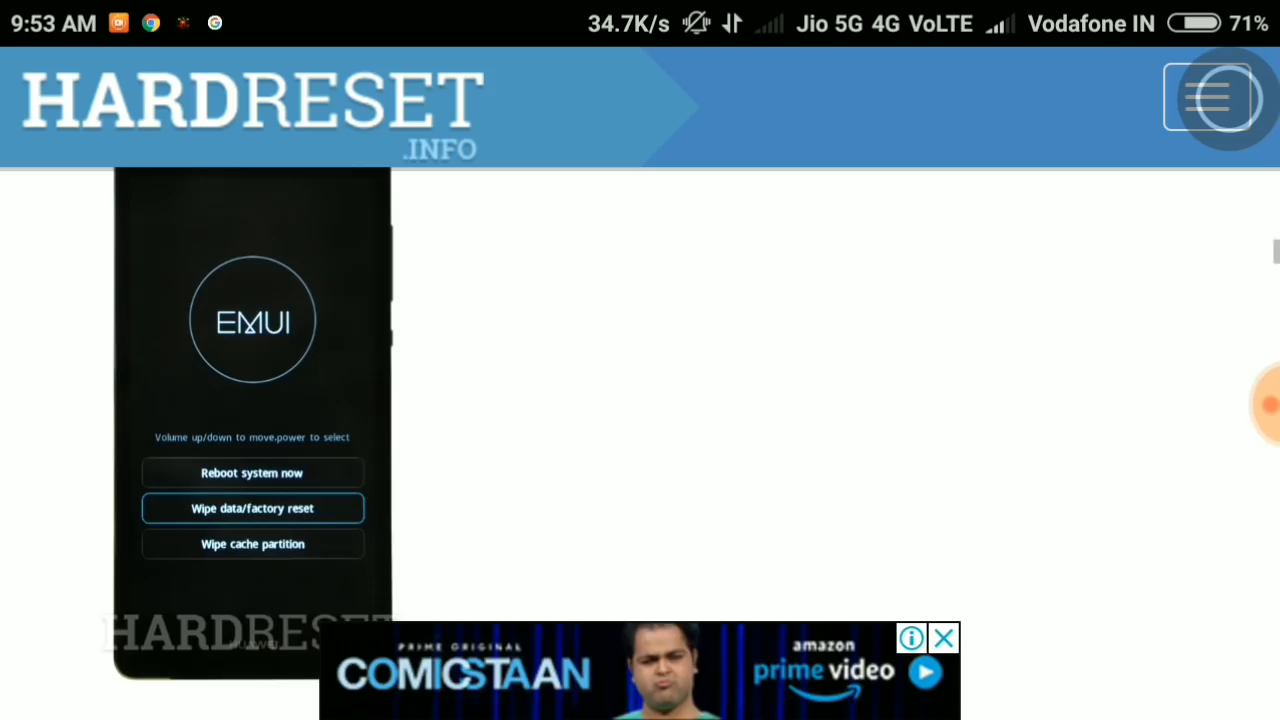 9:53 AM 34.7K/s Jio 5G 4G VoLTE Vodafone IN 71%
HARDRESET
.INFO
EMUI
Volume up/down to move.power to select
Reboot system now
Wipe data/factory reset
Wipe cache partition
HARDRESET
PRIME ORIGINAL
COMICSTAAN
amazon
prime video